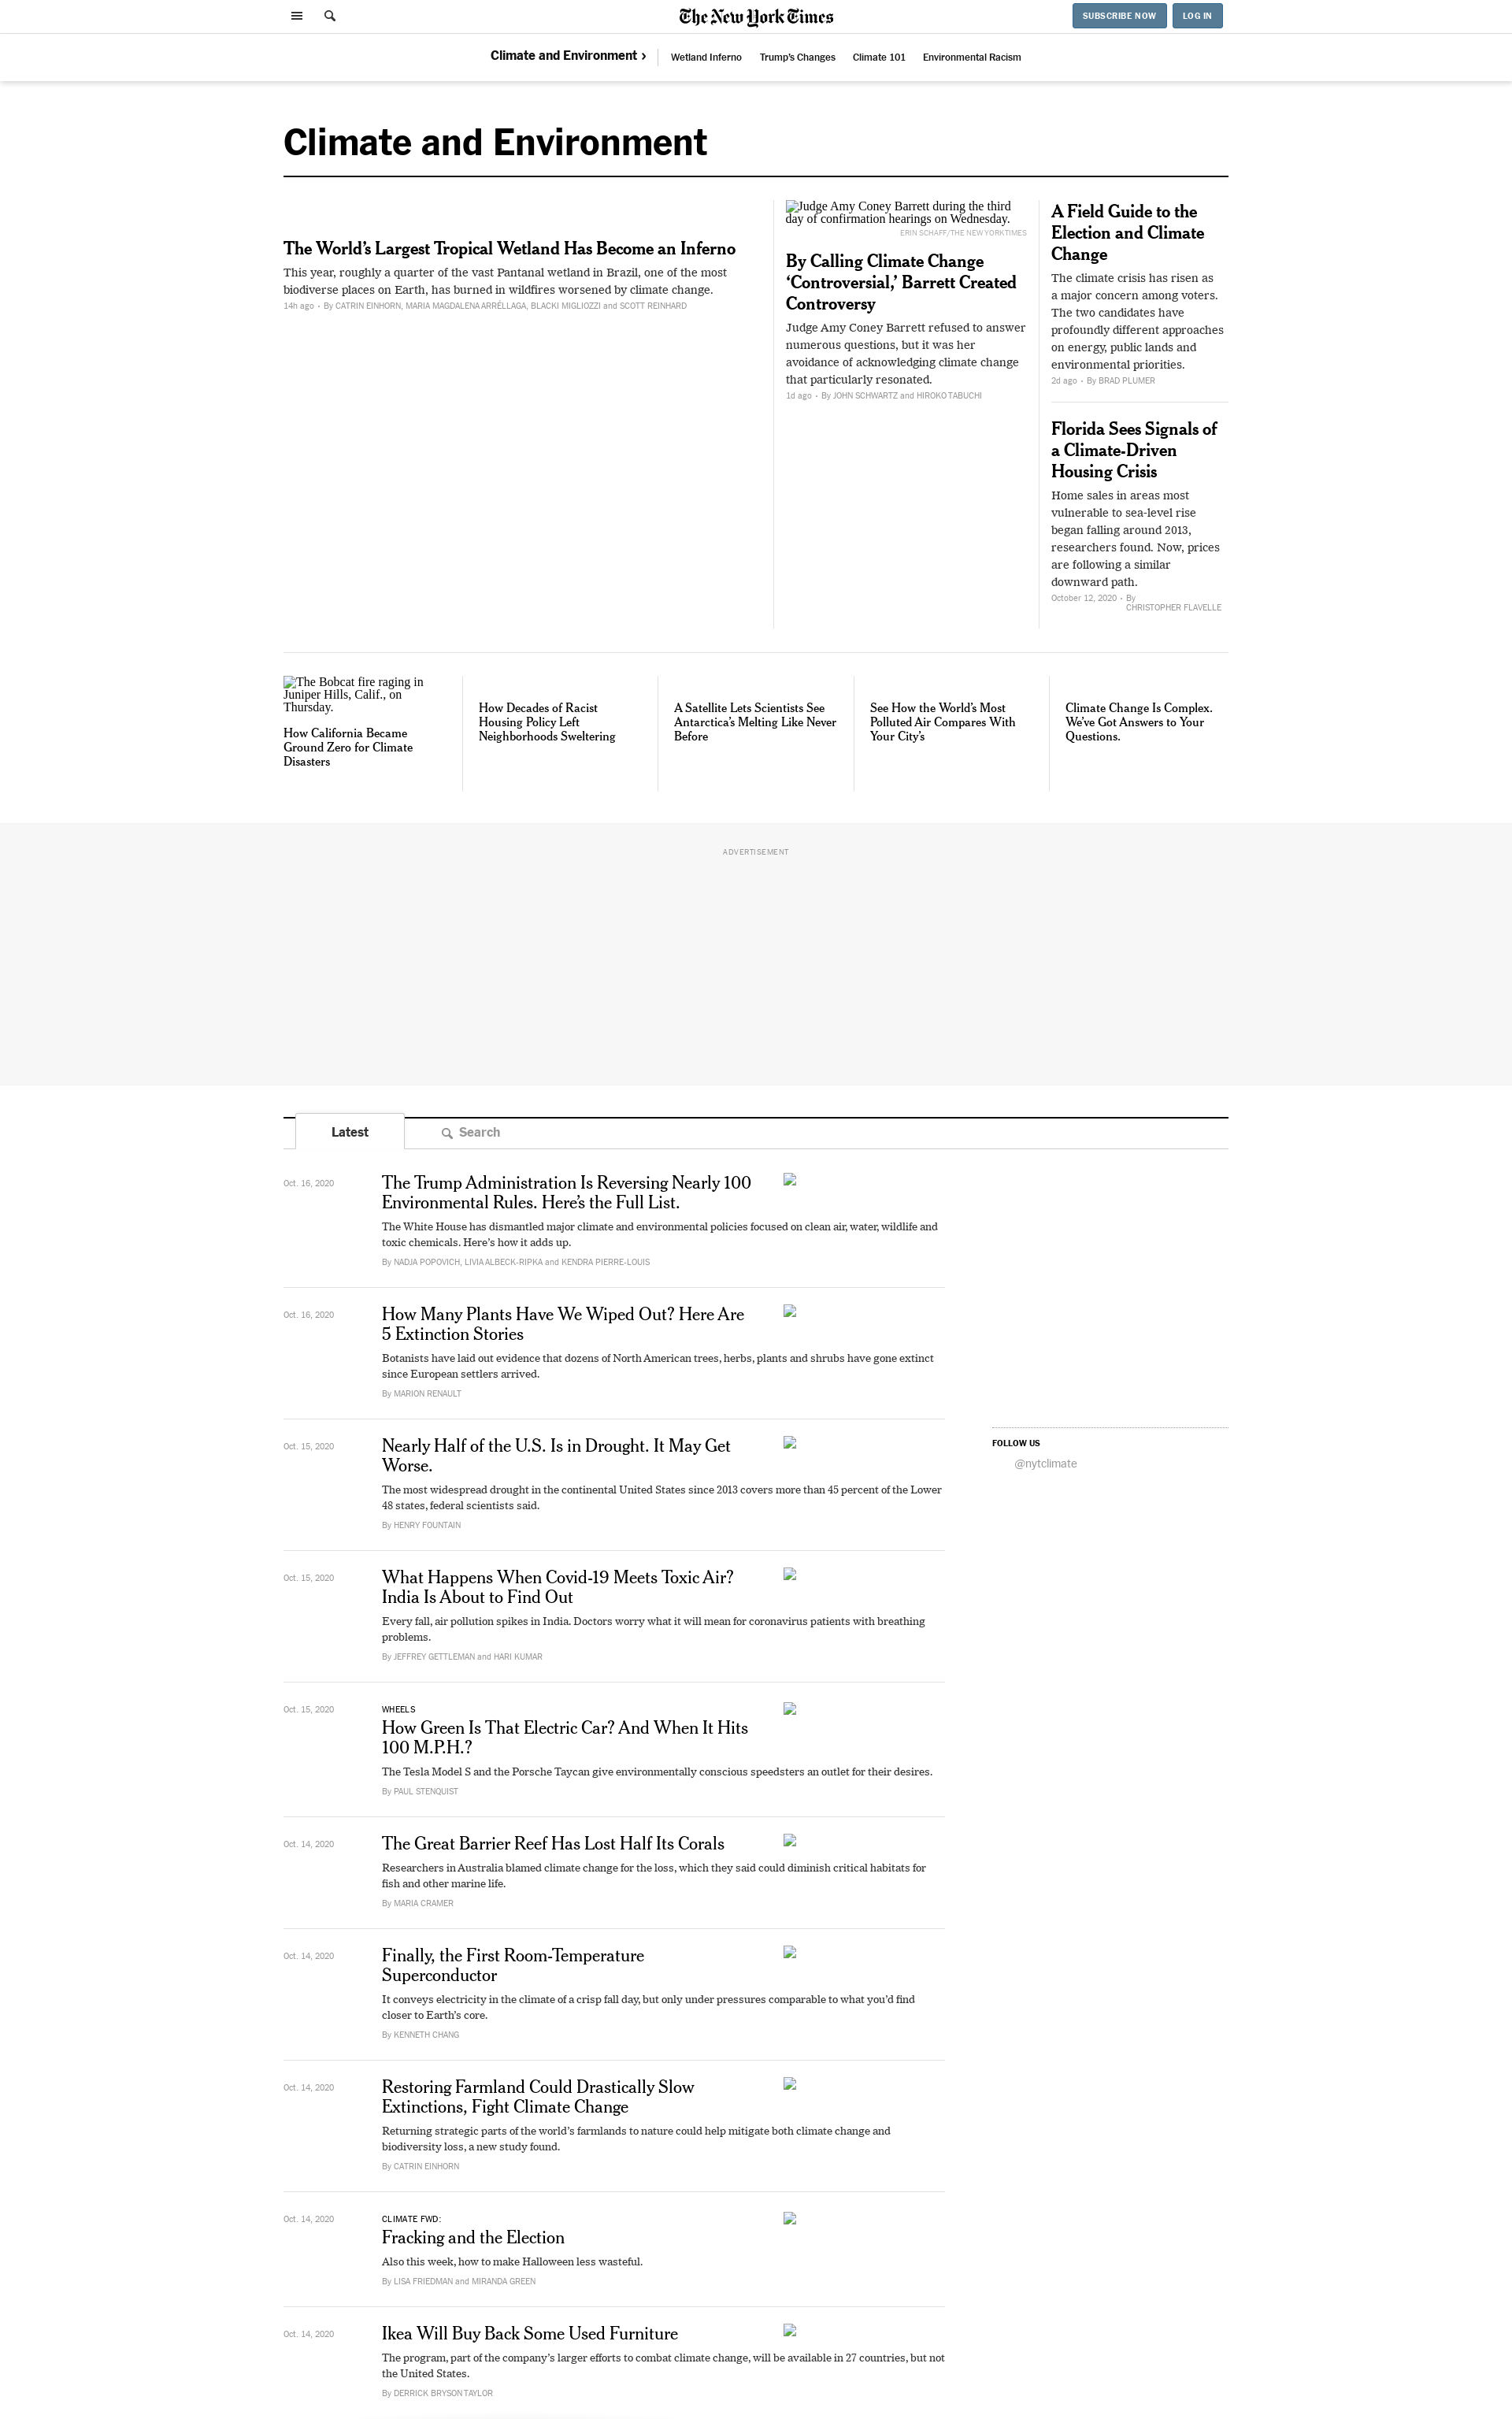 The New York Times
SUBSCRIBE NOW
LOG IN
Climate and Environment ›
Wetland Inferno
Trump's Changes
Climate 101
Environmental Racism
Climate and Environment
The World's Largest Tropical Wetland Has Become an Inferno
This year, roughly a quarter of the vast Pantanal wetland in Brazil, one of the most
biodiverse places on Earth, has burned in wildfires worsened by climate change.
14h ago • By CATRIN EINHORN, MARIA MAGDALENA ARRÉLLAGA, BLACKI MIGLIOZZI and SCOTT REINHARD
Judge Amy Coney Barrett during the third
day of confirmation hearings on Wednesday.
ERIN SCHAFF/THE NEW YORK TIMES
By Calling Climate Change
‘Controversial,’ Barrett Created
Controversy
Judge Amy Coney Barrett refused to answer
numerous questions, but it was her
avoidance of acknowledging climate change
that particularly resonated.
1d ago • By JOHN SCHWARTZ and HIROKO TABUCHI
A Field Guide to the
Election and Climate
Change
The climate crisis has risen as
a major concern among voters.
The two candidates have
profoundly different approaches
on energy, public lands and
environmental priorities.
2d ago • By BRAD PLUMER
Florida Sees Signals of
a Climate-Driven
Housing Crisis
Home sales in areas most
vulnerable to sea-level rise
began falling around 2013,
researchers found. Now, prices
are following a similar
downward path.
October 12, 2020 • By
CHRISTOPHER FLAVELLE
The Bobcat fire raging in
Juniper Hills, Calif., on
Thursday.
How California Became
Ground Zero for Climate
Disasters
How Decades of Racist
Housing Policy Left
Neighborhoods Sweltering
A Satellite Lets Scientists See
Antarctica's Melting Like Never
Before
See How the World's Most
Polluted Air Compares With
Your City's
Climate Change Is Complex.
We've Got Answers to Your
Questions.
ADVERTISEMENT
Latest
Search
Oct. 16, 2020
The Trump Administration Is Reversing Nearly 100
Environmental Rules. Here's the Full List.
The White House has dismantled major climate and environmental policies focused on clean air, water, wildlife and
toxic chemicals. Here's how it adds up.
By NADJA POPOVICH, LIVIA ALBECK-RIPKA and KENDRA PIERRE-LOUIS
Oct. 16, 2020
How Many Plants Have We Wiped Out? Here Are
5 Extinction Stories
Botanists have laid out evidence that dozens of North American trees, herbs, plants and shrubs have gone extinct
since European settlers arrived.
By MARION RENAULT
FOLLOW US
@nytclimate
Oct. 15, 2020
Nearly Half of the U.S. Is in Drought. It May Get
Worse.
The most widespread drought in the continental United States since 2013 covers more than 45 percent of the Lower
48 states, federal scientists said.
By HENRY FOUNTAIN
Oct. 15, 2020
What Happens When Covid-19 Meets Toxic Air?
India Is About to Find Out
Every fall, air pollution spikes in India. Doctors worry what it will mean for coronavirus patients with breathing
problems.
By JEFFREY GETTLEMAN and HARI KUMAR
Oct. 15, 2020
WHEELS
How Green Is That Electric Car? And When It Hits
100 M.P.H.?
The Tesla Model S and the Porsche Taycan give environmentally conscious speedsters an outlet for their desires.
By PAUL STENQUIST
Oct. 14, 2020
The Great Barrier Reef Has Lost Half Its Corals
Researchers in Australia blamed climate change for the loss, which they said could diminish critical habitats for
fish and other marine life.
By MARIA CRAMER
Oct. 14, 2020
Finally, the First Room-Temperature
Superconductor
It conveys electricity in the climate of a crisp fall day, but only under pressures comparable to what you'd find
closer to Earth's core.
By KENNETH CHANG
Oct. 14, 2020
Restoring Farmland Could Drastically Slow
Extinctions, Fight Climate Change
Returning strategic parts of the world's farmlands to nature could help mitigate both climate change and
biodiversity loss, a new study found.
By CATRIN EINHORN
Oct. 14, 2020
CLIMATE FWD:
Fracking and the Election
Also this week, how to make Halloween less wasteful.
By LISA FRIEDMAN and MIRANDA GREEN
Oct. 14, 2020
Ikea Will Buy Back Some Used Furniture
The program, part of the company's larger efforts to combat climate change, will be available in 27 countries, but not
the United States.
By DERRICK BRYSON TAYLOR